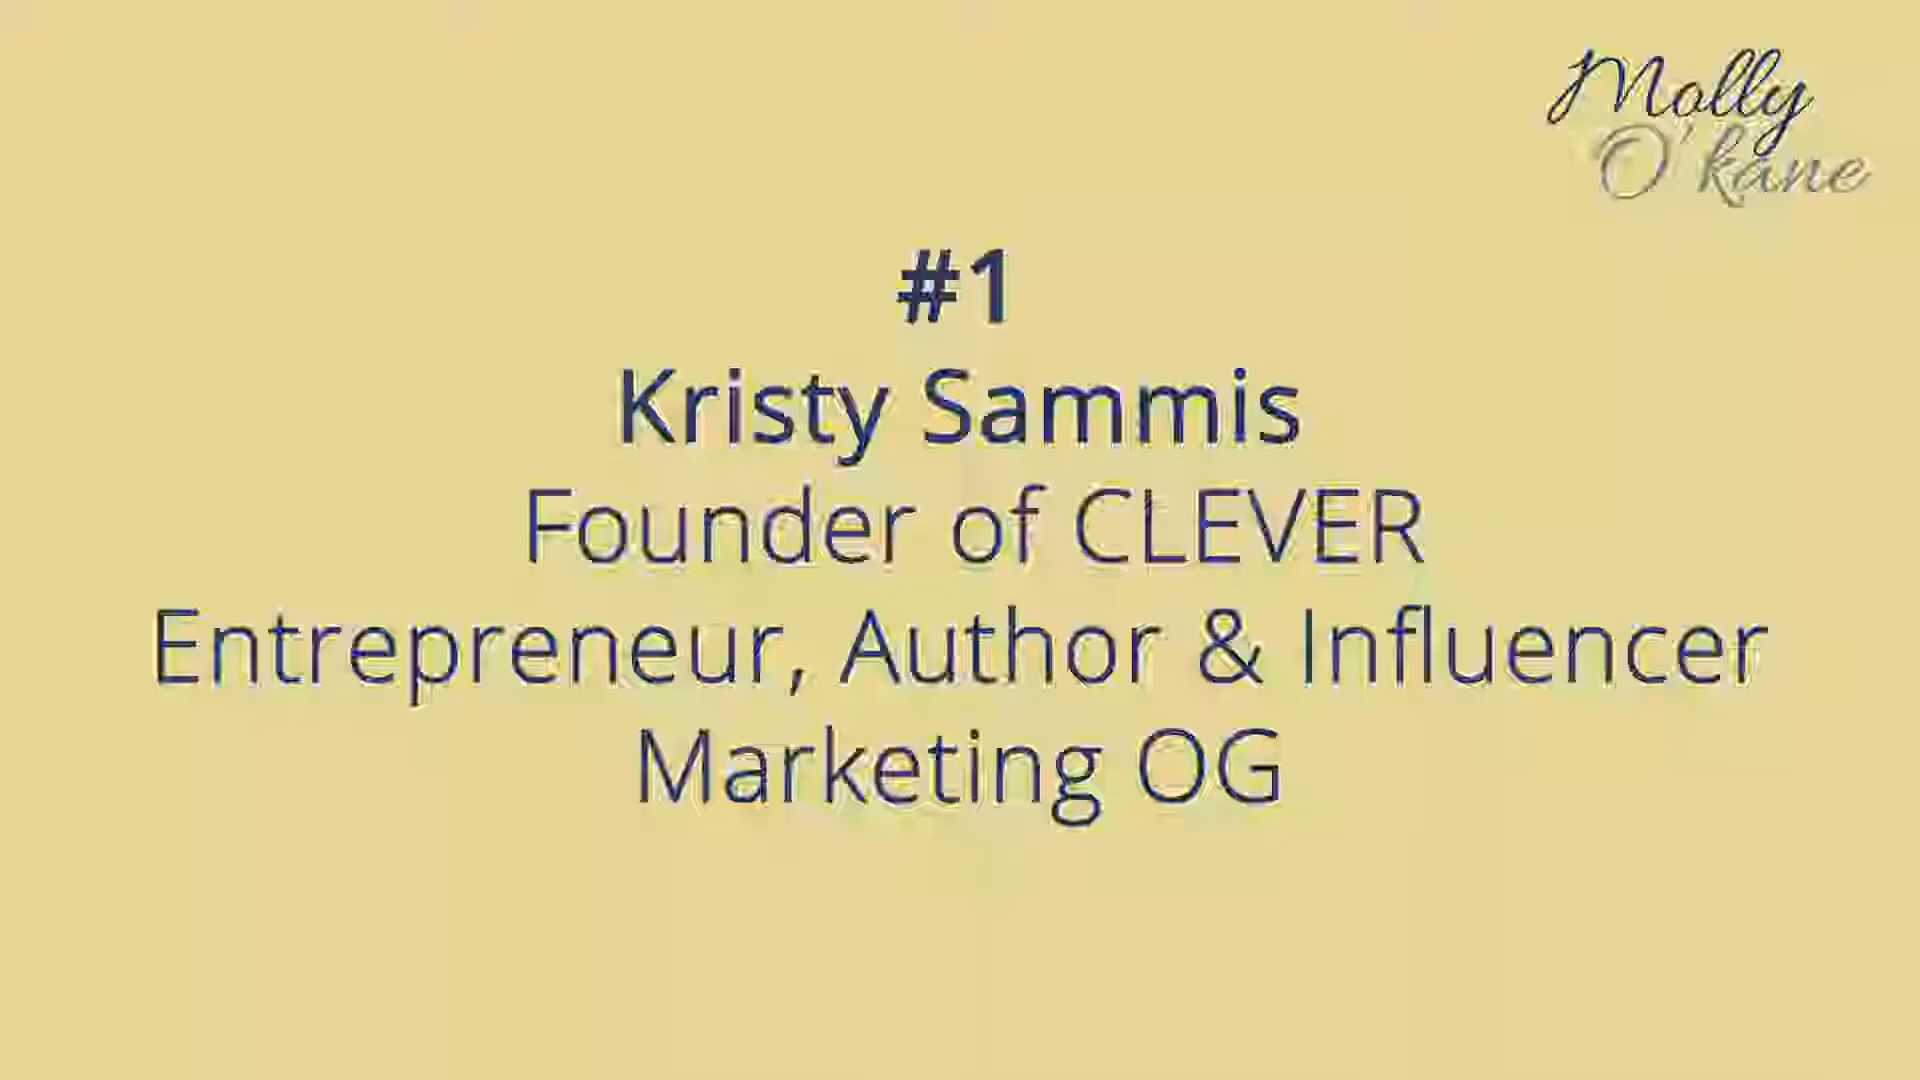 Molly
O'kane
#1
Kristy Sammis
Founder of CLEVER
Entrepreneur, Author & Influencer
Marketing OG